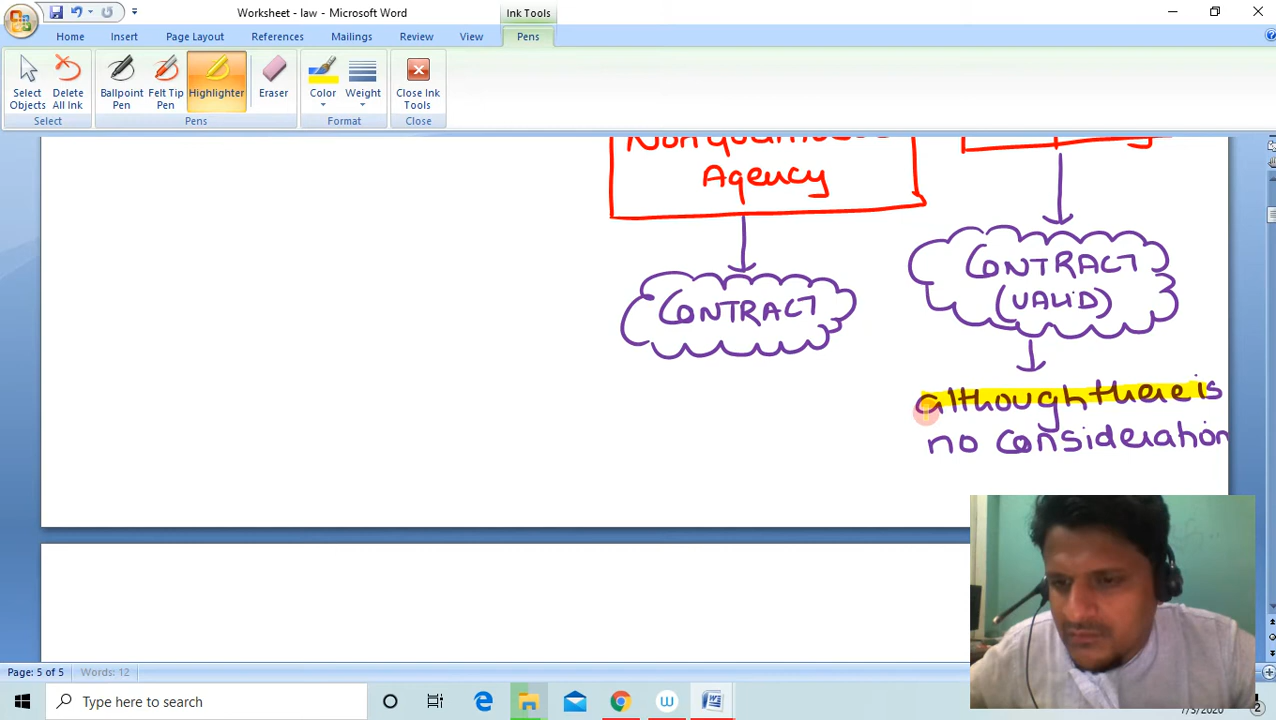 Worksheet - law - Microsoft Word
Ink Tools
Home
Insert
Page Layout
References
Mailings
Review
View
Pens
Select Objects
Delete All Ink
Ballpoint Pen
Felt Tip Pen
Highlighter
Eraser
Color
Weight
Close Ink Tools
Select
Pens
Format
Close
Agency
CONTRACT
CONTRACT
(VALID)
although there is
no consideration
Page: 5 of 5
Words: 12
Type here to search
2